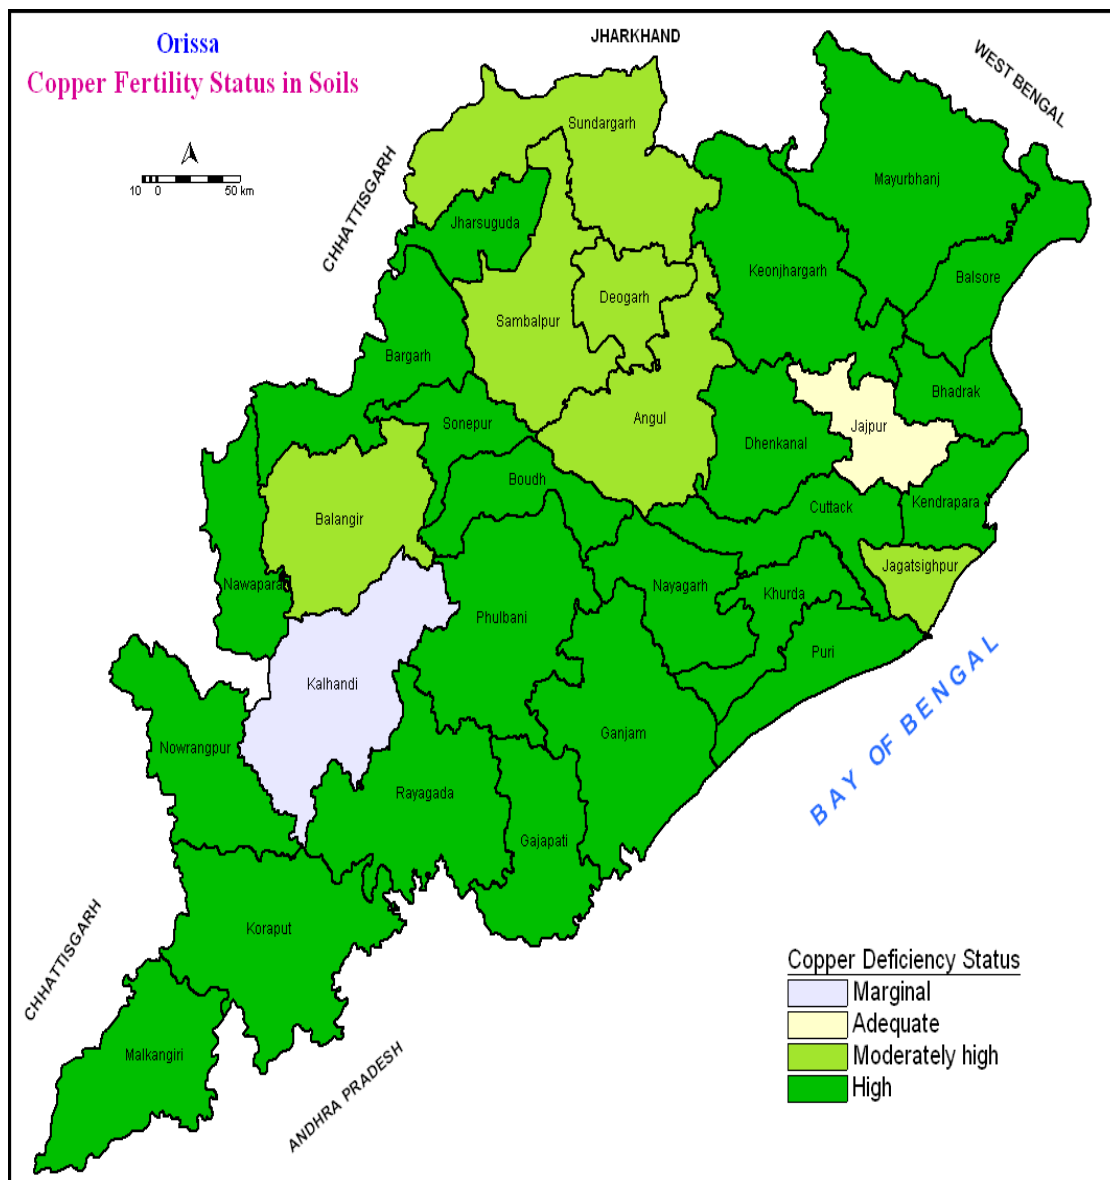 Orissa
Copper Fertility Status in Soils
JHARKHAND
WEST BENGAL
CHHATTISGARH
10 0 50 km
Sundargarh
Mayurbhanj
Jharsuguda
Keonjhargarh
Balsore
Deogarh
Sambalpur
Bargarh
Bhadrak
Sonepur
Angul
Jajpur
Dhenkanal
Boudh
Cuttack
Kendrapara
Balangir
Jagatsighpur
Nawapara
Nayagarh
Khurda
Phulbani
Puri
Kalhandi
Ganjam
Nowrangpur
BAY OF BENGAL
Rayagada
Gajapati
Koraput
CHHATTISGARH
Malkangiri
ANDHRA PRADESH
Copper Deficiency Status
Marginal
Adequate
Moderately high
High